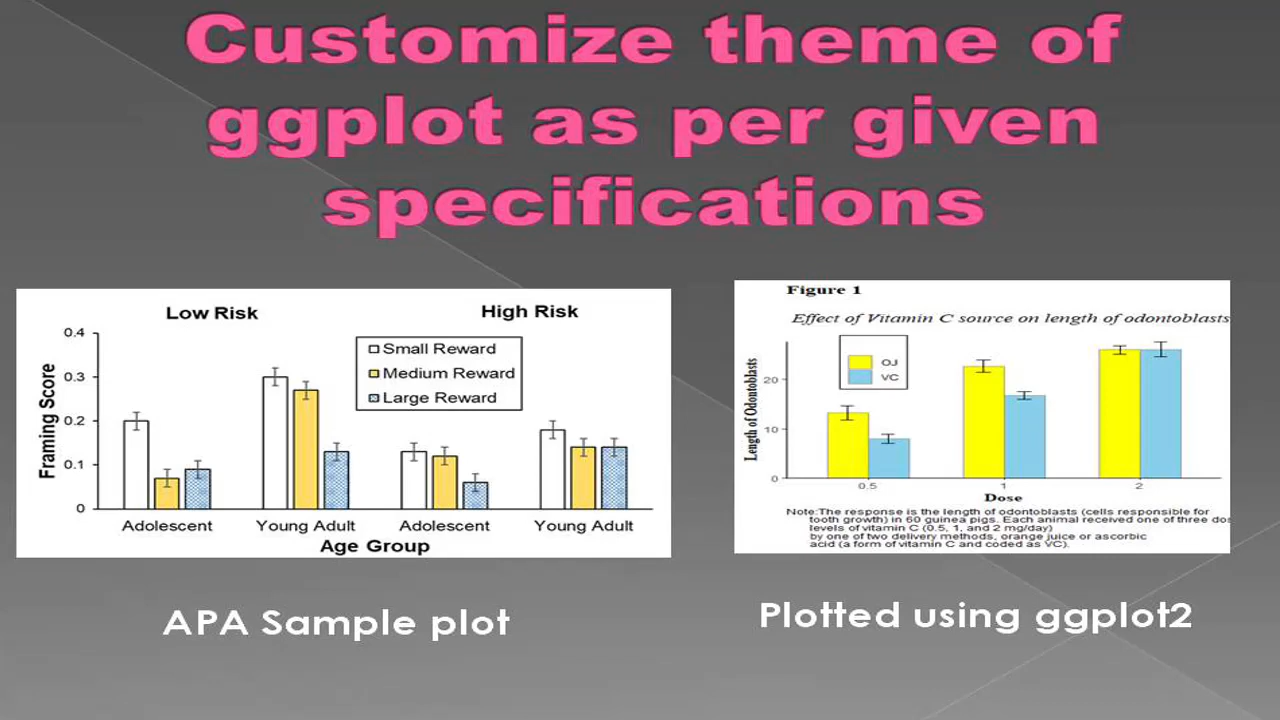 Customize theme of
ggplot as per given
specifications
Low Risk
High Risk
0.4
0.3
0.2
0.1
0
Framing Score
Small Reward
Medium Reward
Large Reward
Adolescent
Young Adult
Adolescent
Young Adult
Age Group
Figure 1
Effect of Vitamin C source on length of odontoblasts
Length of Odontoblasts
20
10
0
OJ
VC
0.5
1
2
Dose
Note:The response is the length of odontoblasts (cells responsible for
tooth growth) in 60 guinea pigs. Each animal received one of three dos
levels of vitamin C (0.5, 1, and 2 mg/day)
by one of two delivery methods, orange juice or ascorbic
acid (a form of vitamin C and coded as VC).
APA Sample plot
Plotted using ggplot2